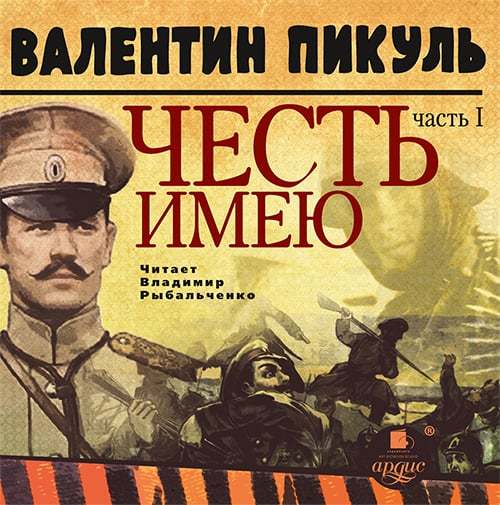 ВАЛЕНТИН ПИКУЛЬ
ЧЕСТЬ
часть I
ИМЕЮ
Читает
Владимир
Рыбальченко
®
ардис